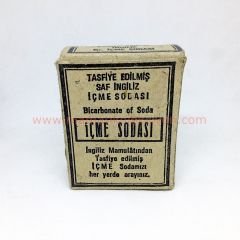 TASFİYE EDİLMİŞ
SAF İNGİLİZ
İÇME SODASI
Bicarbonate of Soda
İÇME SODASI
İngiliz Mamulâtından
Tasfiye edilmiş
İÇME Sodamızı
her yerde arayınız.